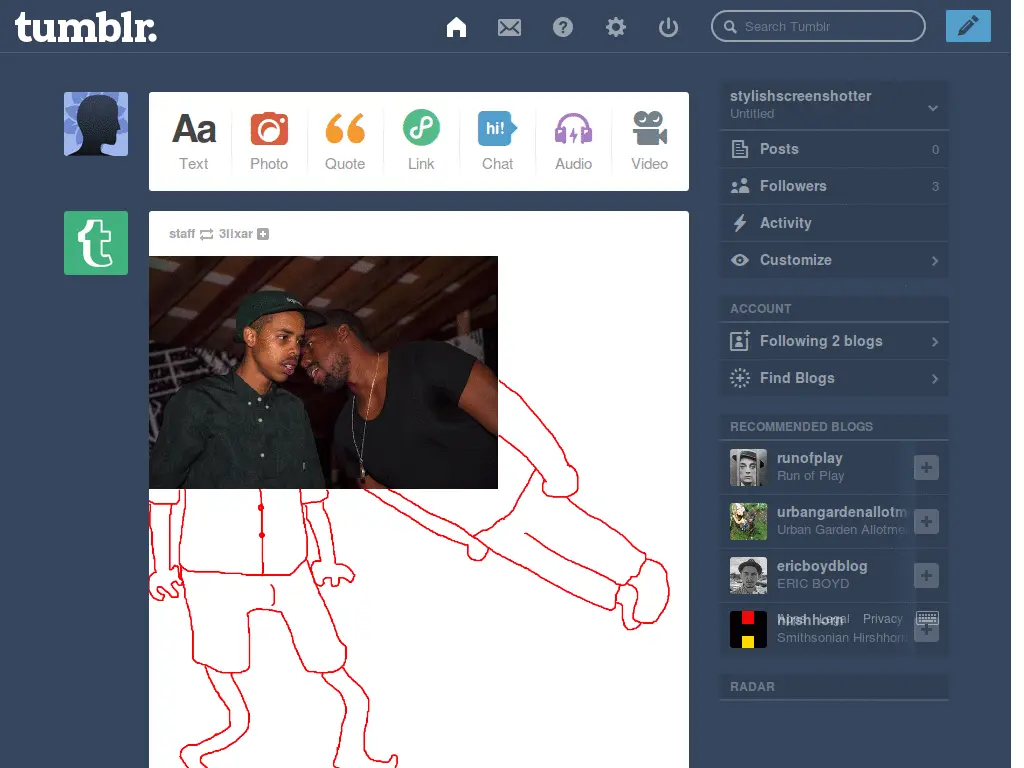 tumblr.
Search Tumblr
Aa
hi!
Text
Photo
Quote
Link
Chat
Audio
Video
t
staff 3llxar
stylishscreenshotter
Untitled
Posts 0
Followers 3
Activity
Customize
ACCOUNT
Following 2 blogs
Find Blogs
RECOMMENDED BLOGS
runofplay
Run of Play
urbangardenallotm
Urban Garden Allotme
ericboydblog
ERIC BOYD
hirshhorn
Legal Privacy
Smithsonian Hirshhor
RADAR